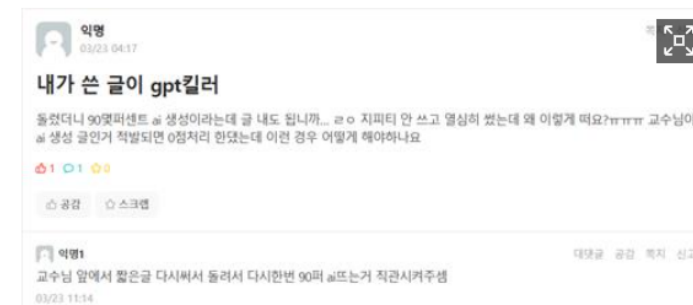 익명
03/23 04:17
내가 쓴 글이 gpt킬러
돌렸더니 90몇퍼센트 ai 생성이라는데 글 내도 됩니까... ㄹㅇ 지피티 안 쓰고 열심히 썼는데 왜 이렇게 떠요?ㅠㅠㅠ 교수님이
ai 생성 글인거 적발되면 0점처리 한댔는데 이런 경우 어떻게 해야하나요
1 1 0
공감 스크랩
익명1 대댓글 공감 쪽지 신고
교수님 앞에서 짧은글 다시써서 돌려서 다시한번 90퍼 ai뜨는거 직관시켜주셈
03/23 11:14